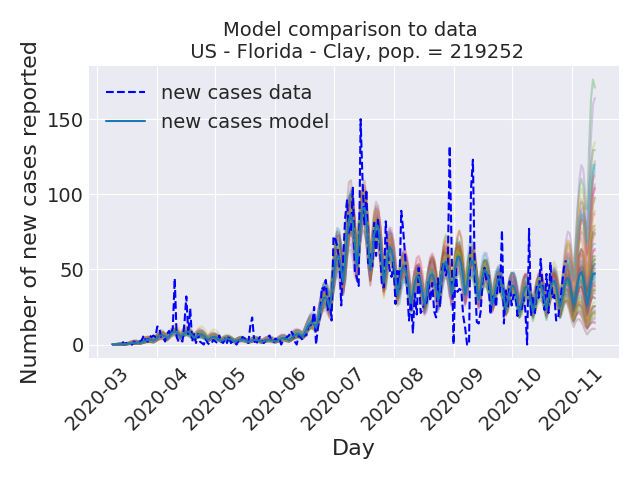 Model comparison to data
US - Florida - Clay, pop. = 219252
Number of new cases reported
new cases data
new cases model
150
100
50
0
2020-03
2020-04
2020-05
2020-06
2020-07
2020-08
2020-09
2020-10
2020-11
Day